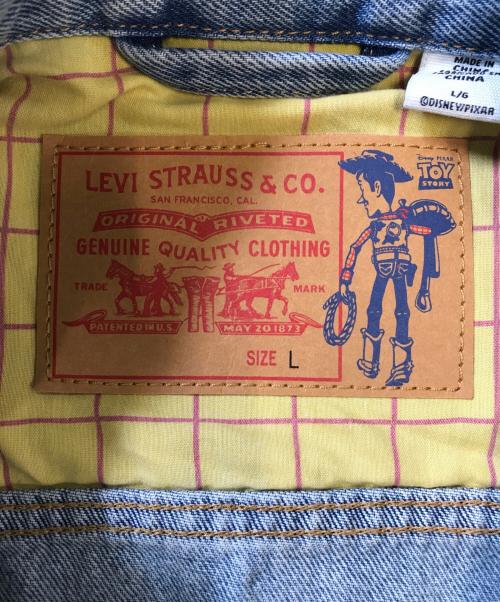 MADE IN
CHINA
CHINA
L/G
©DISNEY/PIXAR
LEVI STRAUSS & CO.
SAN FRANCISCO, CAL.
ORIGINAL RIVETED
GENUINE QUALITY CLOTHING
TRADE MARK
PATENTED IN U.S. MAY 20 1873
SIZE L
Disney PIXAR
TOY
STORY